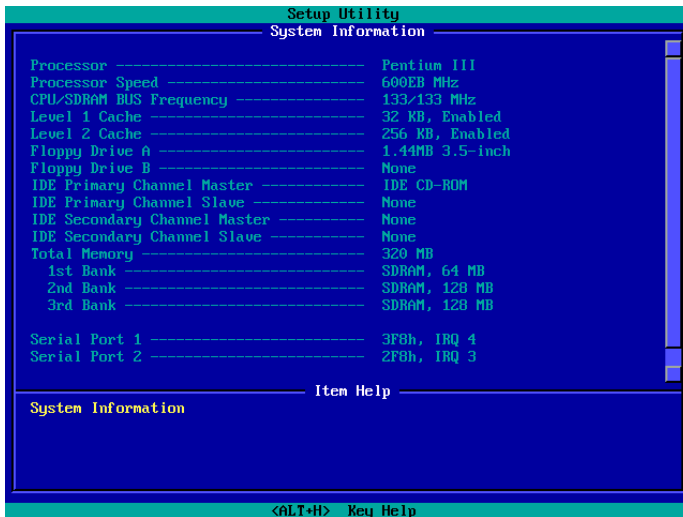 Setup Utility
System Information
Processor ----------------------------- Pentium III
Processor Speed ----------------------- 600EB MHz
CPU/SDRAM BUS Frequency --------------- 133/133 MHz
Level 1 Cache ------------------------- 32 KB, Enabled
Level 2 Cache ------------------------- 256 KB, Enabled
Floppy Drive A ------------------------ 1.44MB 3.5-inch
Floppy Drive B ------------------------ None
IDE Primary Channel Master ------------ IDE CD-ROM
IDE Primary Channel Slave ------------- None
IDE Secondary Channel Master ---------- None
IDE Secondary Channel Slave ----------- None
Total Memory -------------------------- 320 MB
1st Bank ---------------------------- SDRAM, 64 MB
2nd Bank ---------------------------- SDRAM, 128 MB
3rd Bank ---------------------------- SDRAM, 128 MB
Serial Port 1 ------------------------- 3F8h, IRQ 4
Serial Port 2 ------------------------- 2F8h, IRQ 3
Item Help
System Information
<ALT+H> Key Help